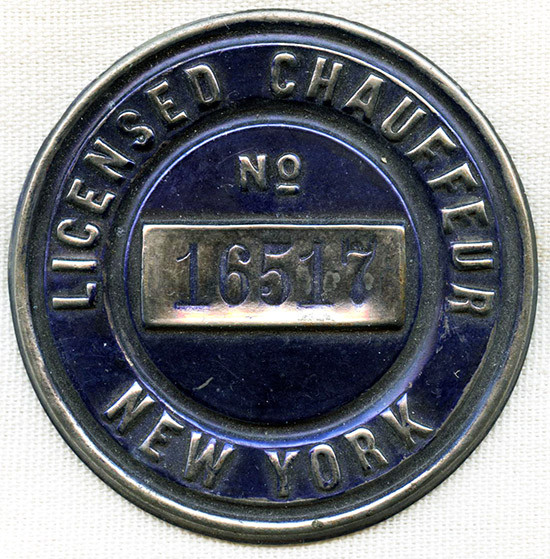 LICENSED CHAUFFEUR
Nº
16517
NEW YORK